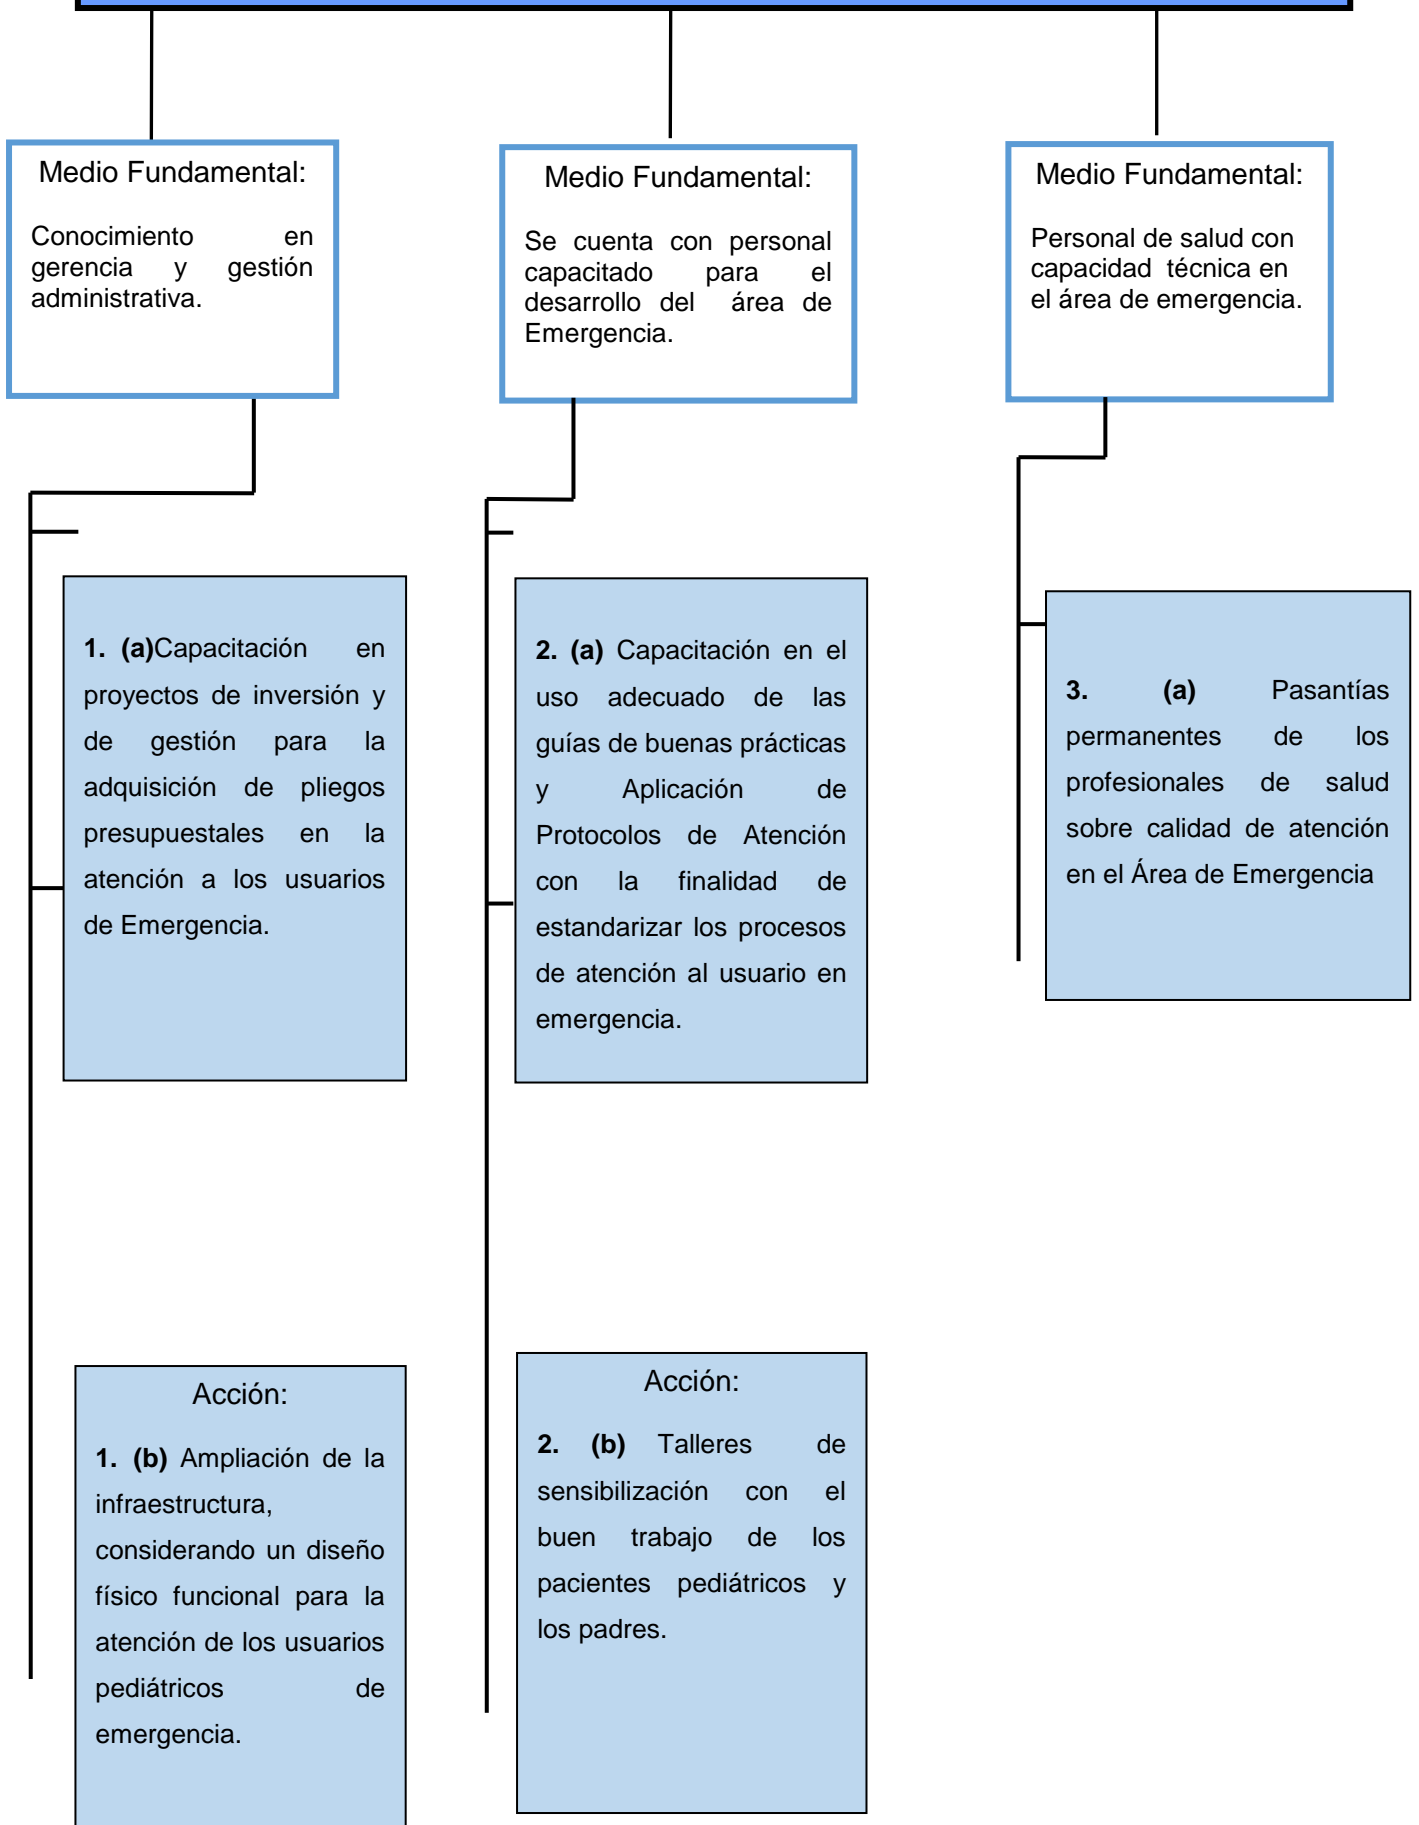 Medio Fundamental:
Conocimiento en
gerencia y gestión
administrativa.
Medio Fundamental:
Se cuenta con personal
capacitado para el
desarrollo del área de
Emergencia.
Medio Fundamental:
Personal de salud con
capacidad técnica en
el área de emergencia.
1. (a)Capacitación en
proyectos de inversión y
de gestión para la
adquisición de pliegos
presupuestales en la
atención a los usuarios
de Emergencia.
2. (a) Capacitación en el
uso adecuado de las
guías de buenas prácticas
y Aplicación de
Protocolos de Atención
con la finalidad de
estandarizar los procesos
de atención al usuario en
emergencia.
3. (a) Pasantías
permanentes de los
profesionales de salud
sobre calidad de atención
en el Área de Emergencia
Acción:
1. (b) Ampliación de la
infraestructura,
considerando un diseño
físico funcional para la
atención de los usuarios
pediátricos de
emergencia.
Acción:
2. (b) Talleres de
sensibilización con el
buen trabajo de los
pacientes pediátricos y
los padres.